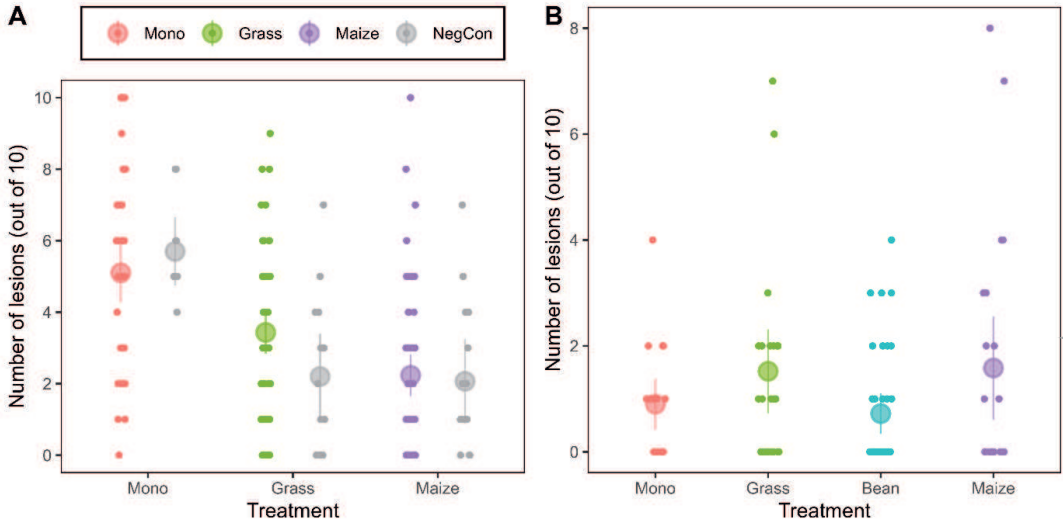 A
Mono Grass Maize NegCon
Number of lesions (out of 10)
10
8
6
4
2
0
Mono Grass Maize
Treatment
B
Number of lesions (out of 10)
8
6
4
2
0
Mono Grass Bean Maize
Treatment